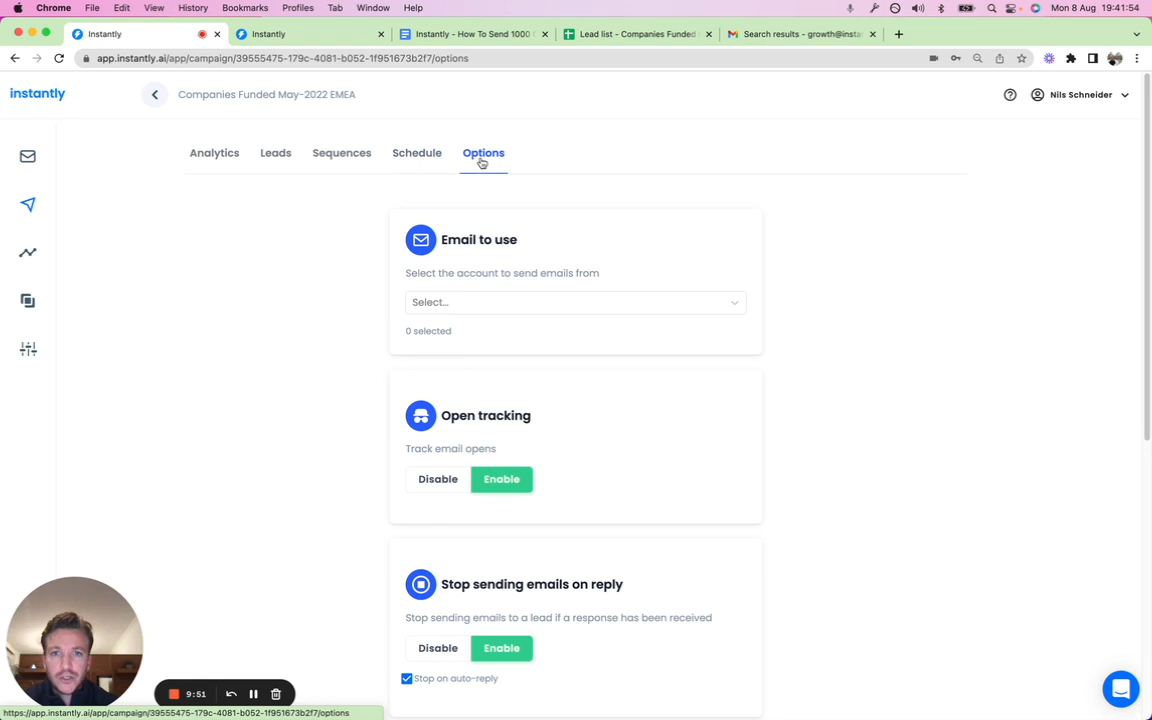 Chrome File Edit View History Bookmarks Profiles Tab Window Help Mon 8 Aug 19:41:54
Instantly Instantly Instantly - How To Send 1000 Lead list - Companies Funded Search results - growth@insta
app.instantly.ai/app/campaign/39555475-179c-4081-b052-1f951673b2f7/options
instantly Companies Funded May-2022 EMEA Nils Schneider
Analytics Leads Sequences Schedule Options
Email to use
Select the account to send emails from
Select...
0 selected
Open tracking
Track email opens
Disable Enable
Stop sending emails on reply
Stop sending emails to a lead if a response has been received
Disable Enable
Stop on auto-reply
9:51
https://app.instantly.ai/app/campaign/39555475-179c-4081-b052-1f951673b2f7/options